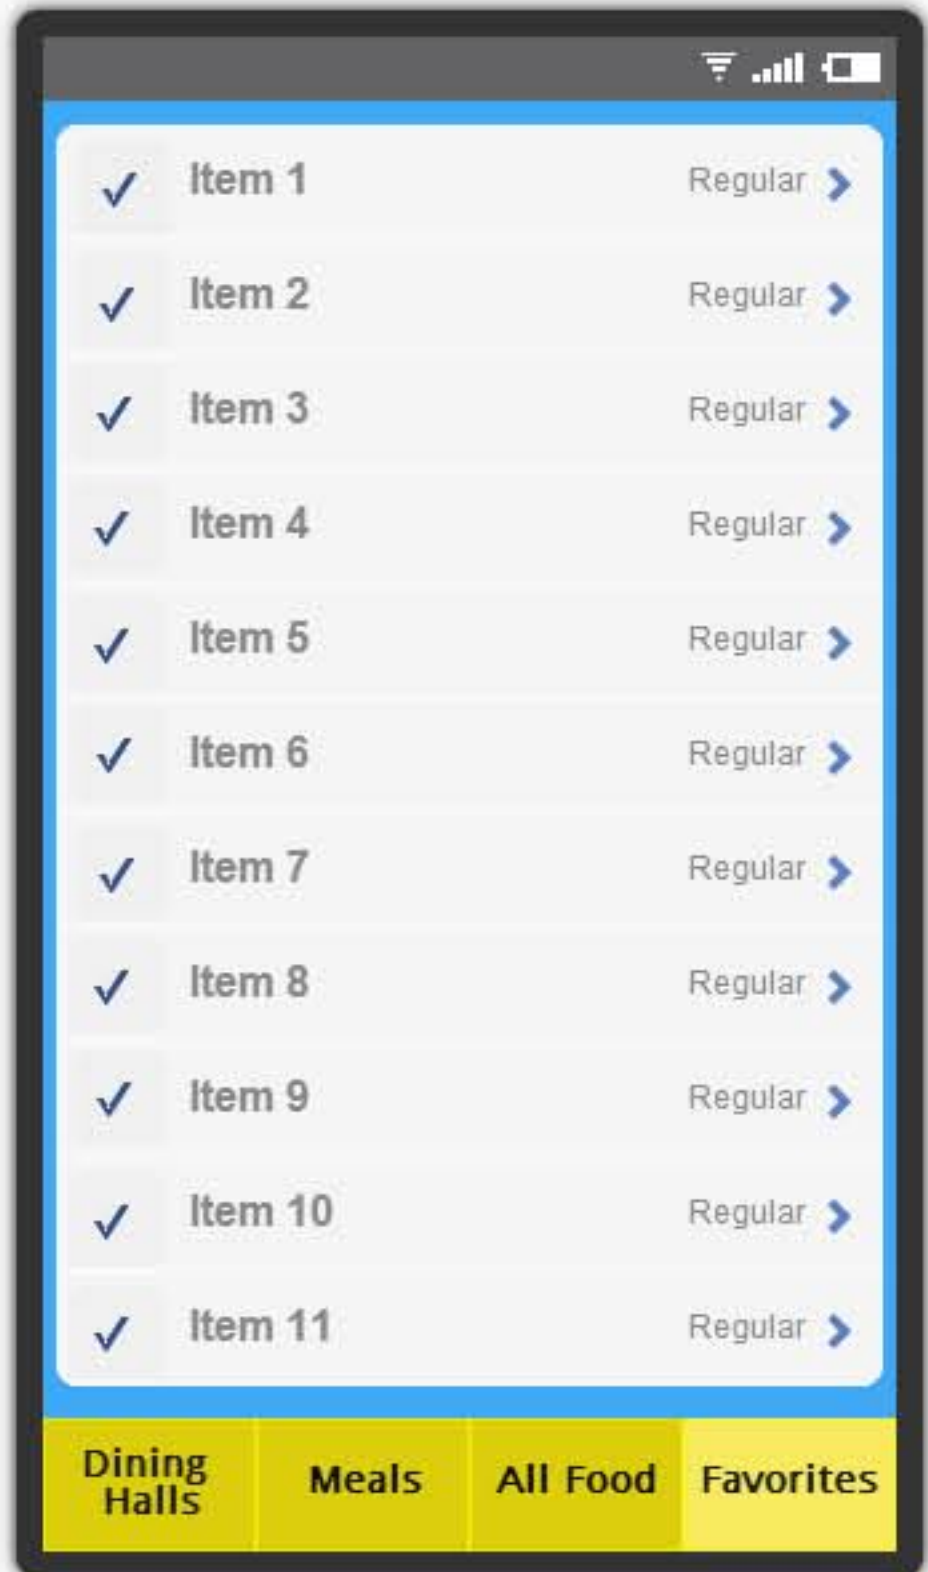 Item 1 Regular
Item 2 Regular
Item 3 Regular
Item 4 Regular
Item 5 Regular
Item 6 Regular
Item 7 Regular
Item 8 Regular
Item 9 Regular
Item 10 Regular
Item 11 Regular
Dining
Halls
Meals
All Food
Favorites